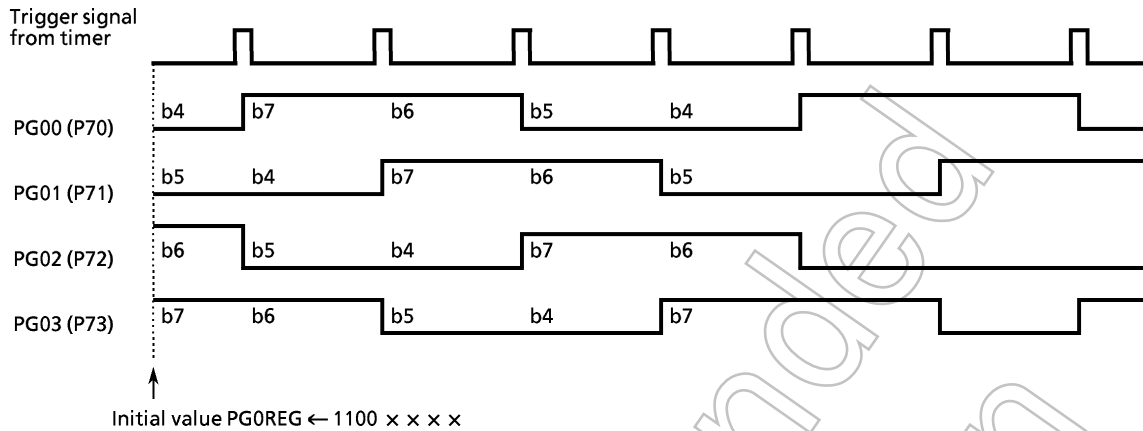 Trigger signal
from timer
PG00 (P70) b4 b7 b6 b5 b4
PG01 (P71) b5 b4 b7 b6 b5
PG02 (P72) b6 b5 b4 b7 b6
PG03 (P73) b7 b6 b5 b4 b7
Initial value PG0REG ← 1100 × × × ×